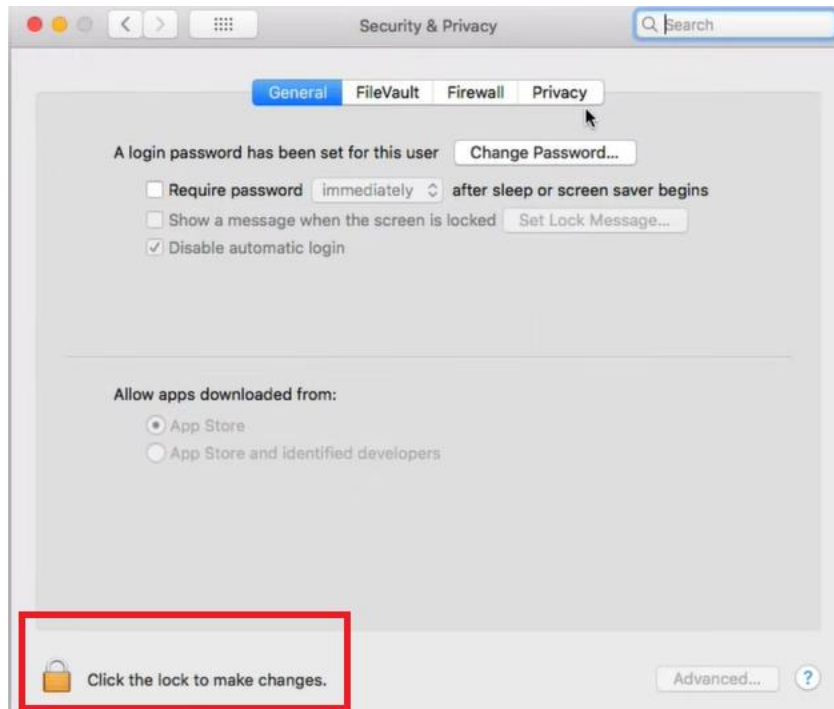 Security & Privacy
Search
General FileVault Firewall Privacy
A login password has been set for this user Change Password...
Require password immediately after sleep or screen saver begins
Show a message when the screen is locked Set Lock Message...
Disable automatic login
Allow apps downloaded from:
App Store
App Store and identified developers
Click the lock to make changes.
Advanced... ?